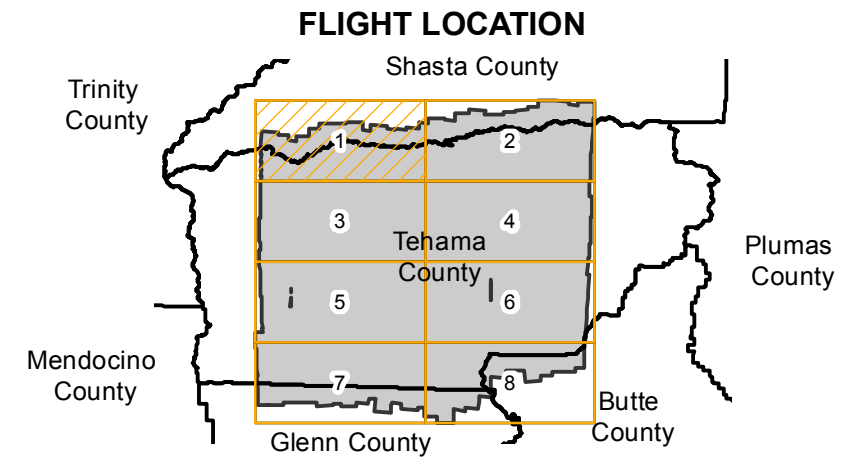 FLIGHT LOCATION
Shasta County
Trinity
County
1
2
3
4
Tehama
County
Plumas
County
5
6
Mendocino
County
7
8
Butte
County
Glenn County